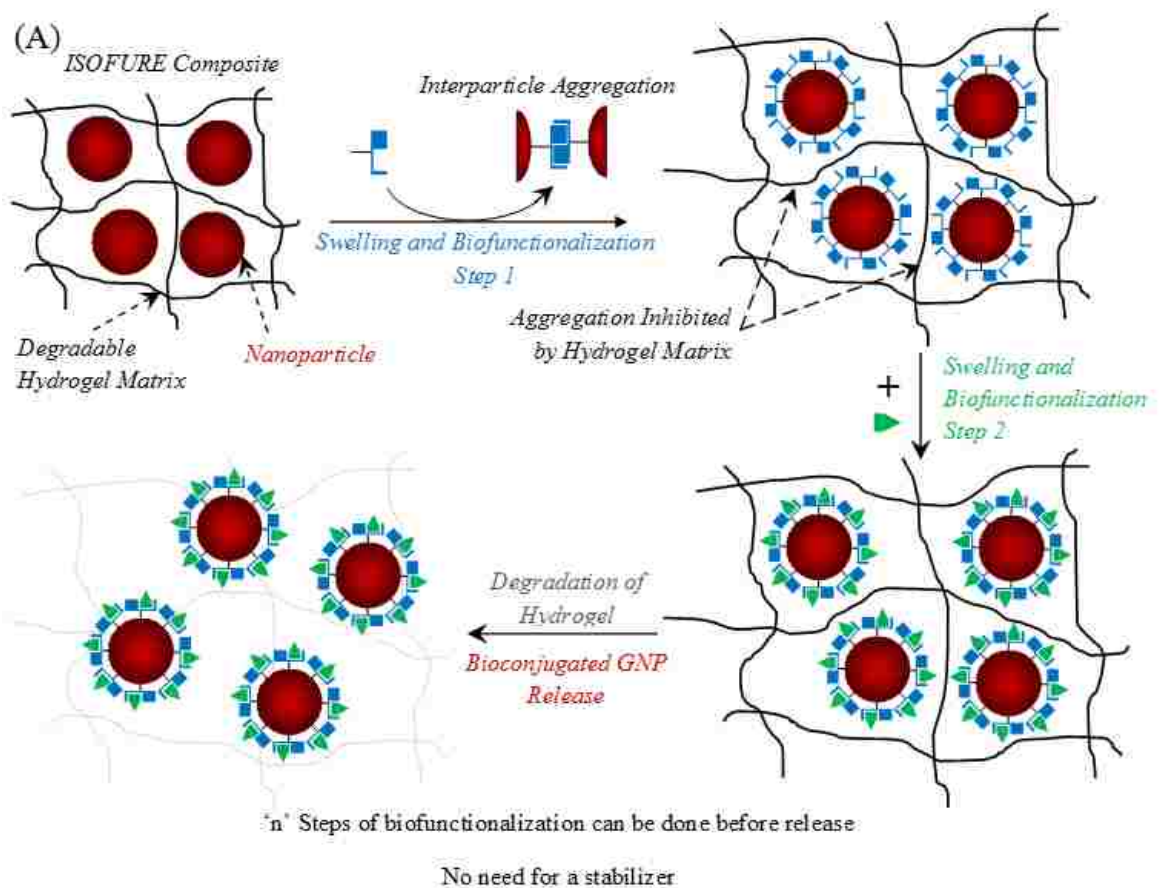 (A)
ISOFURE Composite
Interparticle Aggregation
Swelling and Biofunctionalization
Step 1
Degradable
Hydrogel Matrix
Nanoparticle
Aggregation Inhibited
by Hydrogel Matrix
+
Swelling and
Biofunctionalization
Step 2
Degradation of
Hydrogel
Bioconjugated GNP
Release
'n' Steps of biofunctionalization can be done before release
No need for a stabilizer